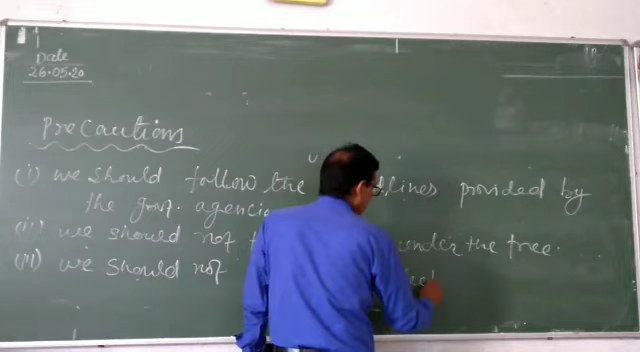 Date
26.05.20
Precautions
(i) we should follow the lines provided by
the govt. agencie
(ii) we should not under the tree.
(iii) we should not